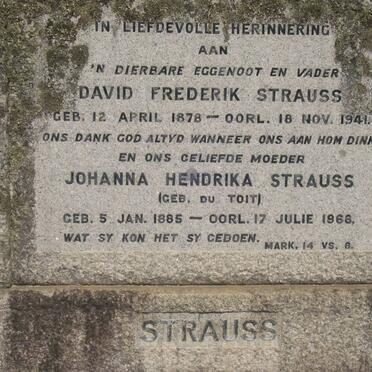 IN LIEFDEVOLLE HERINNERING
AAN
'N DIERBARE EGGENOOT EN VADER
DAVID FREDERIK STRAUSS
GEB. 12 APRIL 1878 — OORL. 18 NOV. 1941.
ONS DANK GOD ALTYD WANNEER ONS AAN HOM DINK
EN ONS GELIEFDE MOEDER
JOHANNA HENDRIKA STRAUSS
(GEB. DU TOIT)
GEB. 5 JAN. 1885 — OORL. 17 JULIE 1966.
WAT SY KON HET SY GEDOEN. MARK. 14 VS. 8.
STRAUSS